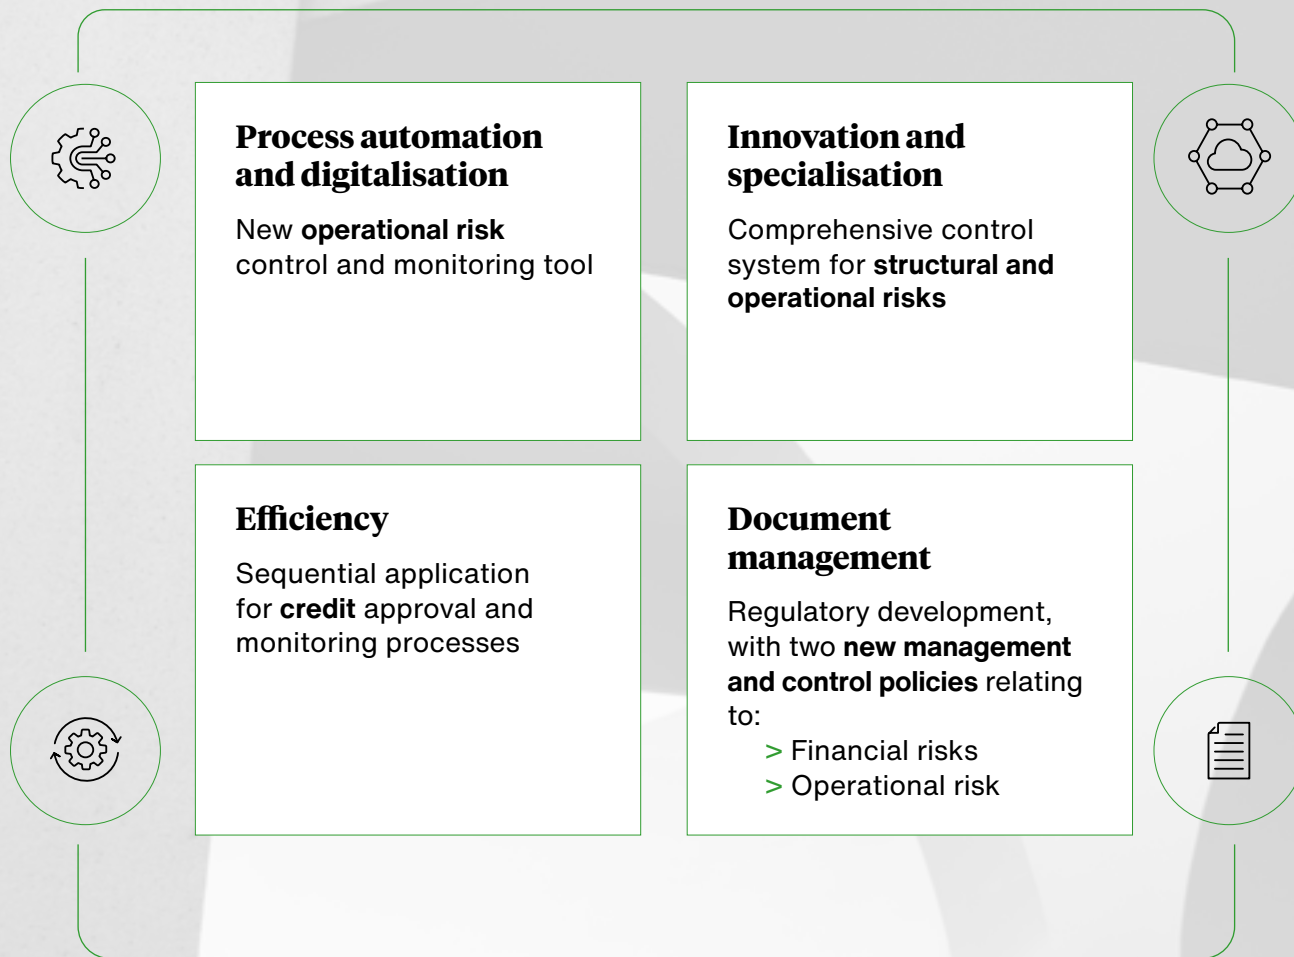 Process automation
and digitalisation
New operational risk
control and monitoring tool
Innovation and
specialisation
Comprehensive control
system for structural and
operational risks
Efficiency
Sequential application
for credit approval and
monitoring processes
Document
management
Regulatory development,
with two new management
and control policies relating
to:
> Financial risks
> Operational risk